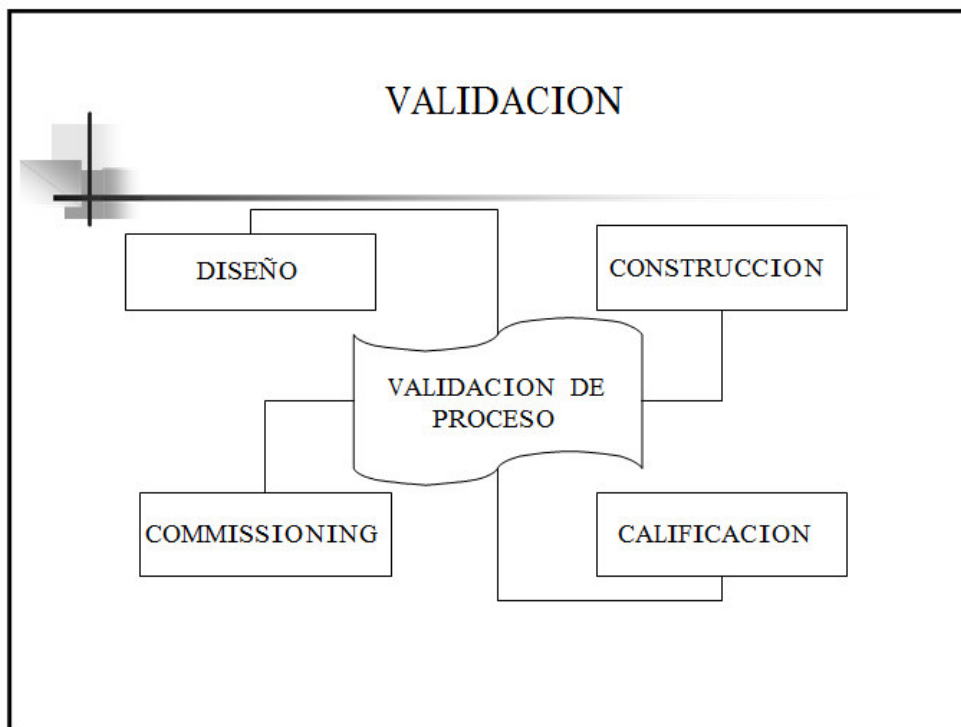 VALIDACION
DISEÑO
CONSTRUCCION
VALIDACION DE
PROCESO
COMMISSIONING
CALIFICACION